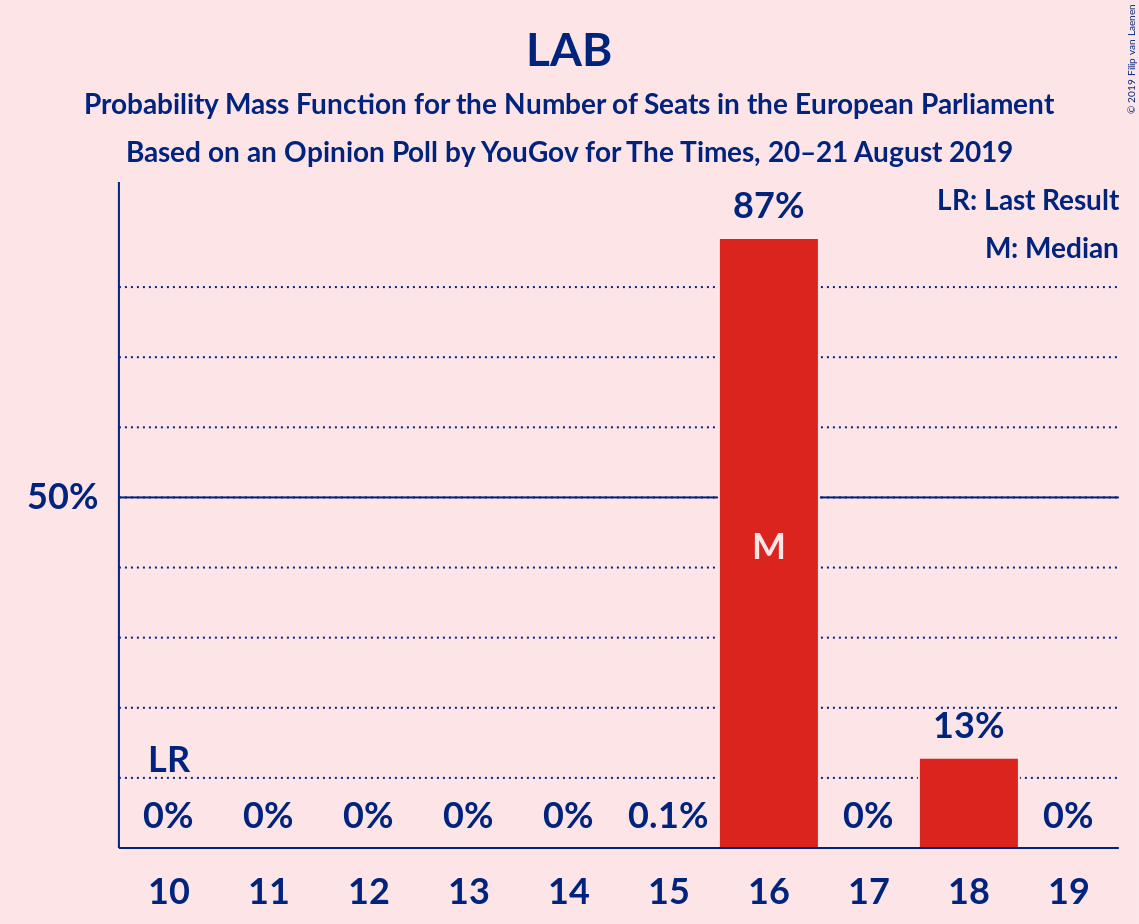 LAB
Probability Mass Function for the Number of Seats in the European Parliament
Based on an Opinion Poll by YouGov for The Times, 20–21 August 2019
© 2019 Filip van Laenen
LR: Last Result
M: Median
87%
50%
M
13%
LR
0% 0% 0% 0% 0% 0.1% 0% 0%
10 11 12 13 14 15 16 17 18 19